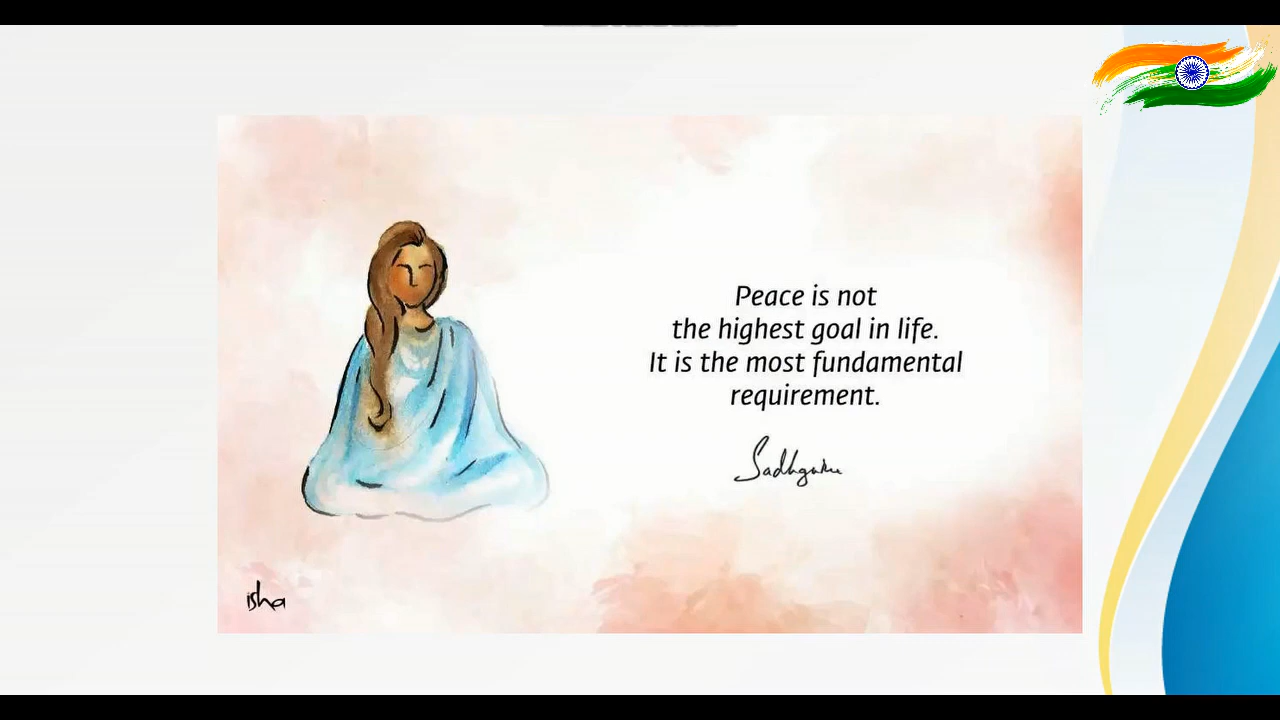 Peace is not
the highest goal in life.
It is the most fundamental
requirement.
Sadhguru
isha